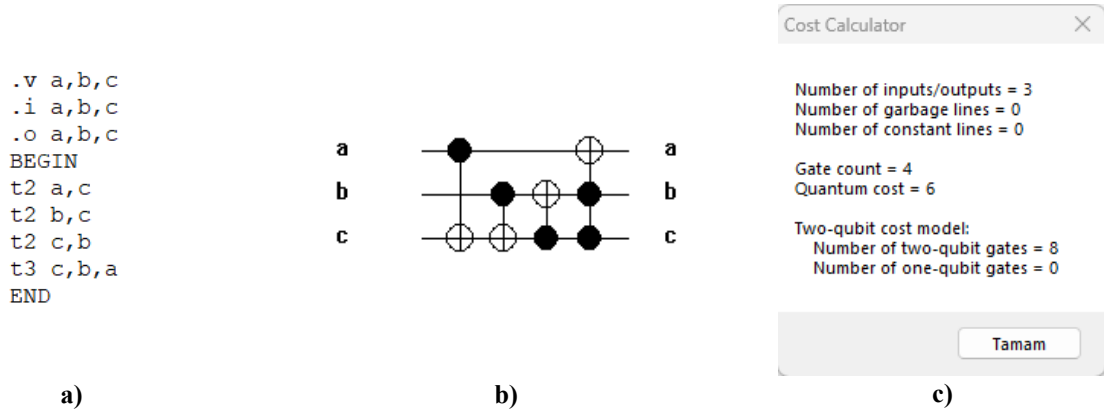 .v a,b,c
.i a,b,c
.o a,b,c
BEGIN
t2 a,c
t2 b,c
t2 c,b
t3 c,b,a
END
a)
a a
b b
c c
b)
Cost Calculator
Number of inputs/outputs = 3
Number of garbage lines = 0
Number of constant lines = 0
Gate count = 4
Quantum cost = 6
Two-qubit cost model:
Number of two-qubit gates = 8
Number of one-qubit gates = 0
Tamam
c)